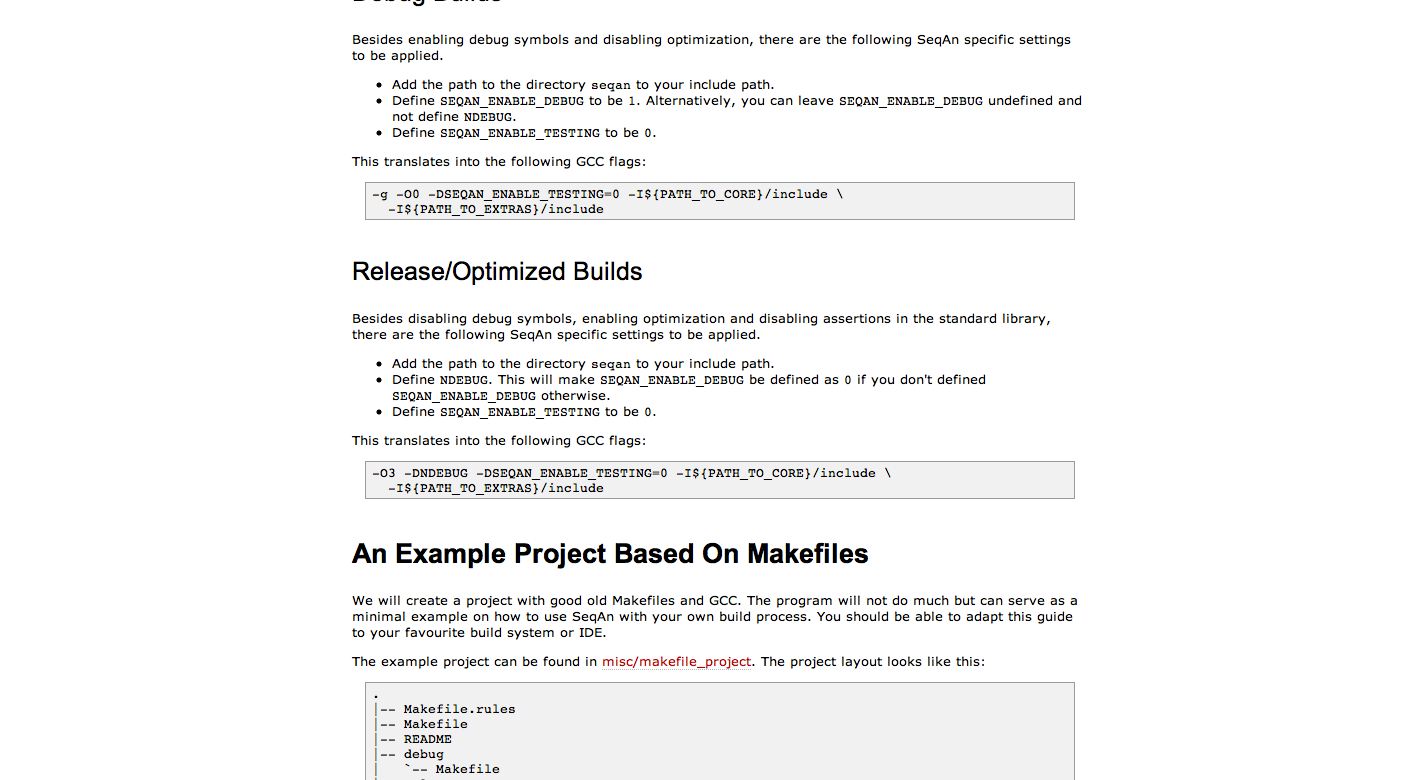 Debug Builds
Besides enabling debug symbols and disabling optimization, there are the following SeqAn specific settings
to be applied.
• Add the path to the directory seqan to your include path.
• Define SEQAN_ENABLE_DEBUG to be 1. Alternatively, you can leave SEQAN_ENABLE_DEBUG undefined and
not define NDEBUG.
• Define SEQAN_ENABLE_TESTING to be 0.
This translates into the following GCC flags:
-g -O0 -DSEQAN_ENABLE_TESTING=0 -I${PATH_TO_CORE}/include \
-I${PATH_TO_EXTRAS}/include
Release/Optimized Builds
Besides disabling debug symbols, enabling optimization and disabling assertions in the standard library,
there are the following SeqAn specific settings to be applied.
• Add the path to the directory seqan to your include path.
• Define NDEBUG. This will make SEQAN_ENABLE_DEBUG be defined as 0 if you don't defined
SEQAN_ENABLE_DEBUG otherwise.
• Define SEQAN_ENABLE_TESTING to be 0.
This translates into the following GCC flags:
-O3 -DNDEBUG -DSEQAN_ENABLE_TESTING=0 -I${PATH_TO_CORE}/include \
-I${PATH_TO_EXTRAS}/include
An Example Project Based On Makefiles
We will create a project with good old Makefiles and GCC. The program will not do much but can serve as a
minimal example on how to use SeqAn with your own build process. You should be able to adapt this guide
to your favourite build system or IDE.
The example project can be found in misc/makefile_project. The project layout looks like this:
.
|-- Makefile.rules
|-- Makefile
|-- README
|-- debug
|   `-- Makefile